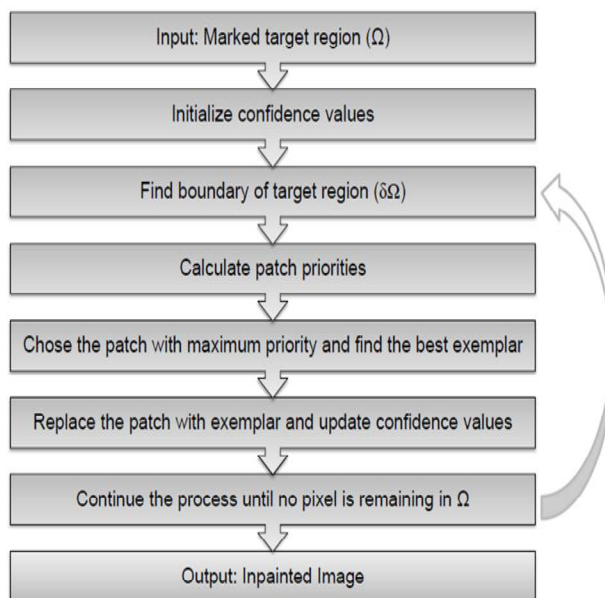 Input: Marked target region (Ω)
Initialize confidence values
Find boundary of target region (δΩ)
Calculate patch priorities
Chose the patch with maximum priority and find the best exemplar
Replace the patch with exemplar and update confidence values
Continue the process until no pixel is remaining in Ω
Output: Inpainted Image